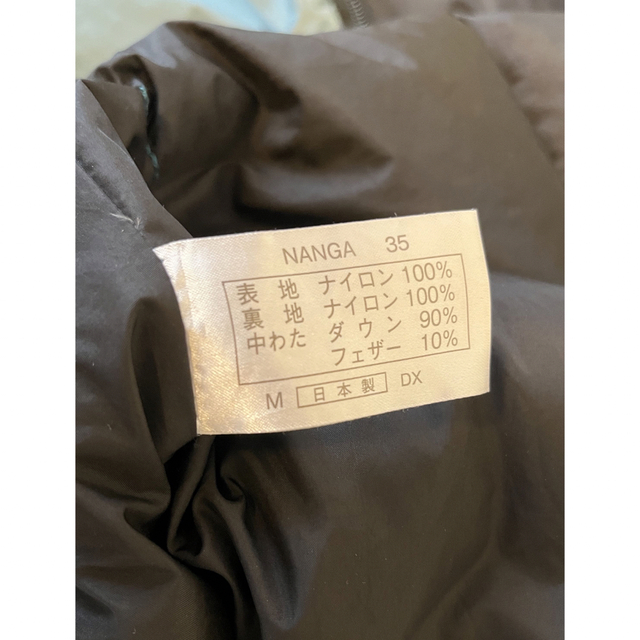 NANGA 35
表地 ナイロン 100%
裏地 ナイロン 100%
中わた ダウン 90%
フェザー 10%
M 日本製 DX